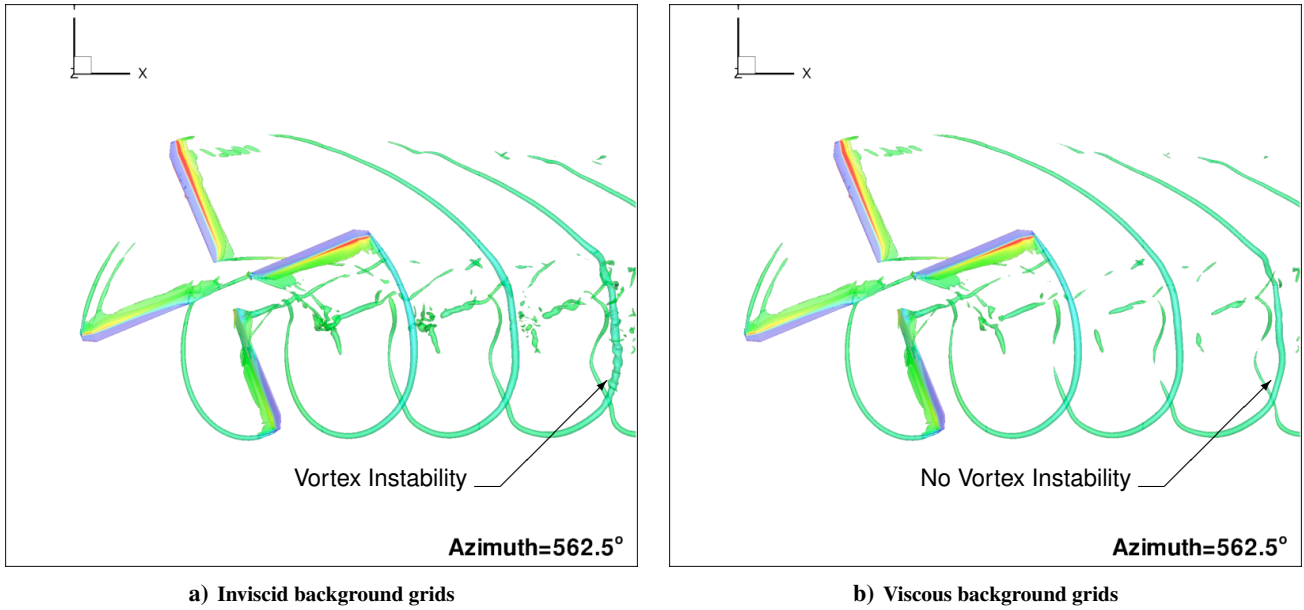 Z X
Vortex Instability
Azimuth=562.5°
a) Inviscid background grids
Z X
No Vortex Instability
Azimuth=562.5°
b) Viscous background grids